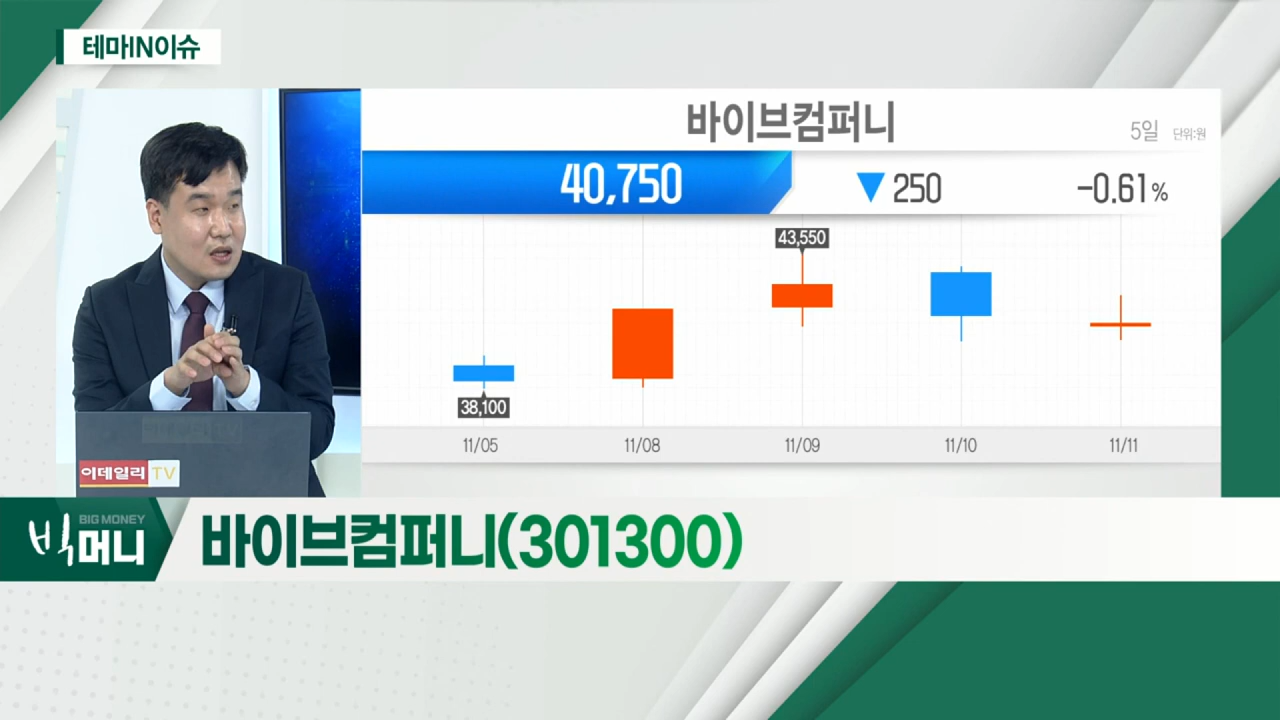 테마IN이슈
바이브컴퍼니
5일 단위:원
40,750 ▼250 -0.61%
43,550
38,100
11/05 11/08 11/09 11/10 11/11
이데일리TV
BIG MONEY
빅머니
바이브컴퍼니(301300)